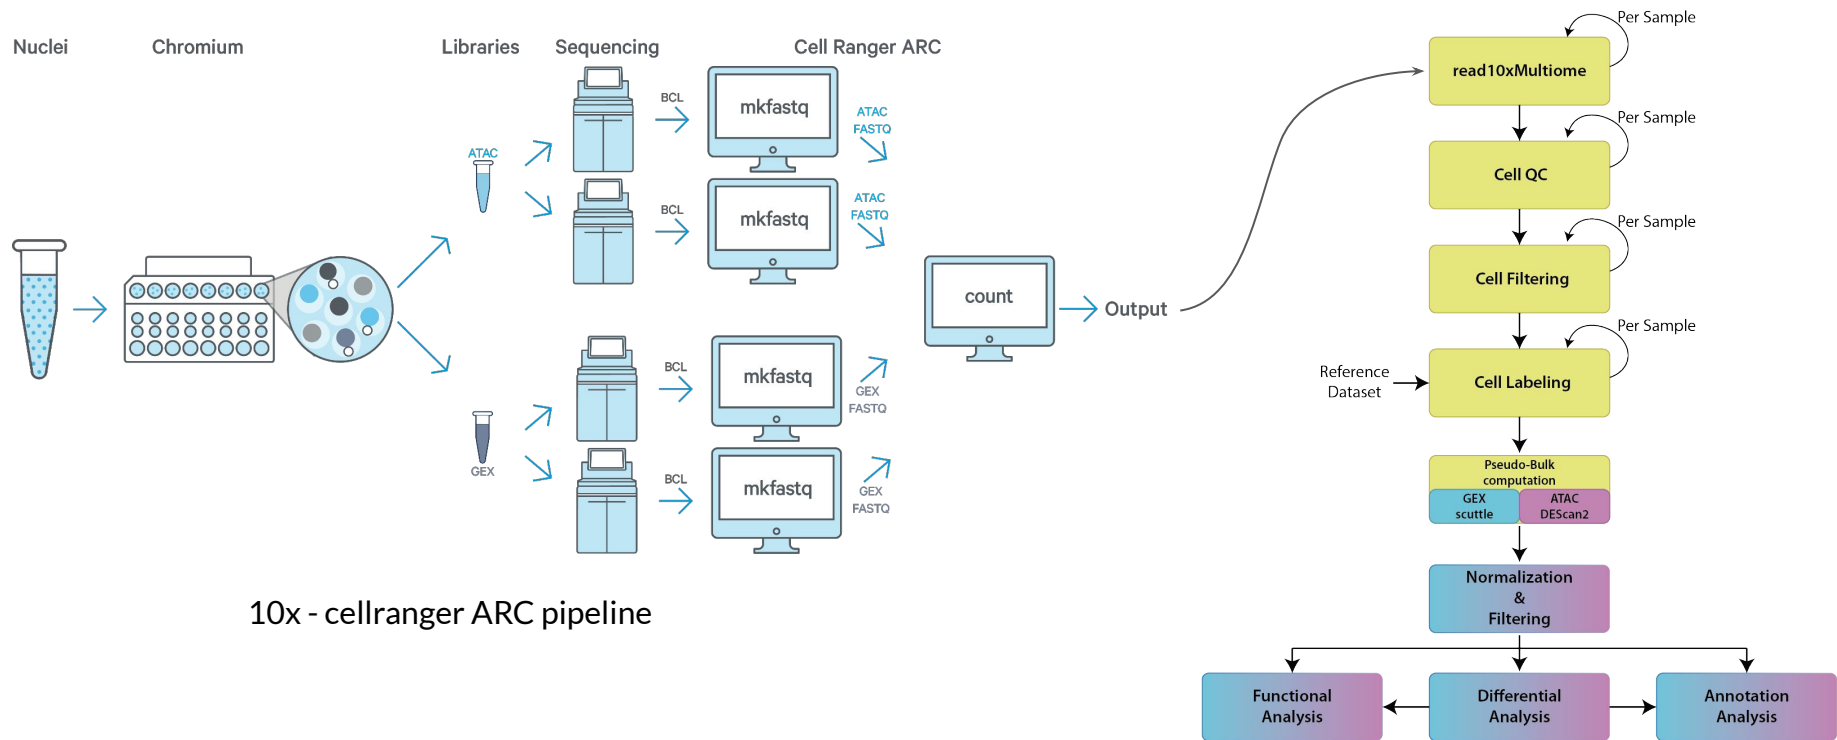 Nuclei
Chromium
Libraries
Sequencing
Cell Ranger ARC
ATAC
BCL
mkfastq
ATAC
FASTQ
BCL
mkfastq
ATAC
FASTQ
GEX
BCL
mkfastq
GEX
FASTQ
BCL
mkfastq
GEX
FASTQ
count
Output
10x - cellranger ARC pipeline
Per Sample
read10xMultiome
Per Sample
Cell QC
Per Sample
Cell Filtering
Per Sample
Reference
Dataset
Cell Labeling
Pseudo-Bulk
computation
GEX
scuttle
ATAC
DEScan2
Normalization
&
Filtering
Functional
Analysis
Differential
Analysis
Annotation
Analysis